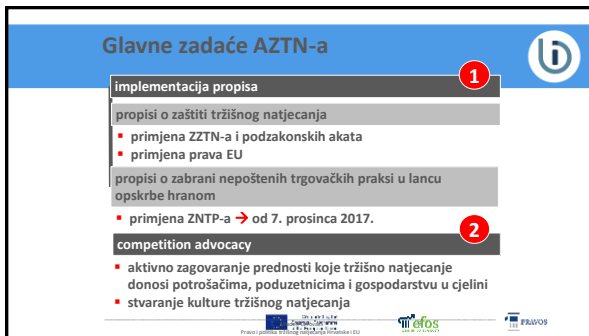 Glavne zadaće AZTN-a
1
implementacija propisa
propisi o zaštiti tržišnog natjecanja
primjena ZZTN-a i podzakonskih akata
primjena prava EU
propisi o zabrani nepoštenih trgovačkih praksi u lancu
opskrbe hranom
primjena ZNTP-a → od 7. prosinca 2017.
2
competition advocacy
aktivno zagovaranje prednosti koje tržišno natjecanje
donosi potrošačima, poduzetnicima i gospodarstvu u cjelini
stvaranje kulture tržišnog natjecanja
efos
PRAVOS
Pravo i politika tržišnog natjecanja Hrvatske i EU